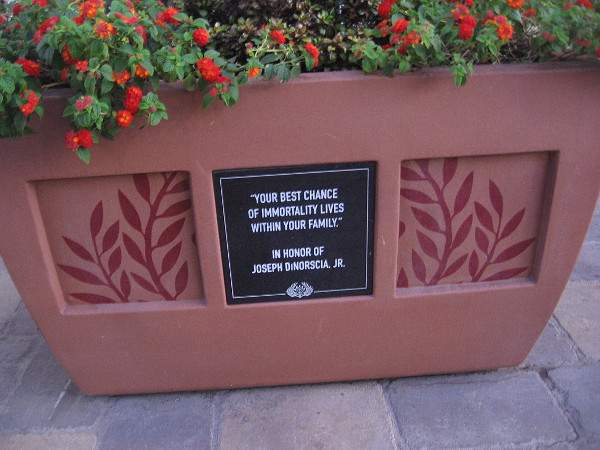 “YOUR BEST CHANCE
OF IMMORTALITY LIVES
WITHIN YOUR FAMILY.”
IN HONOR OF
JOSEPH DiNORSCIA, JR.